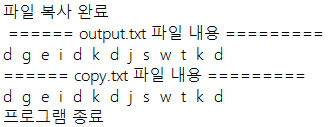 파일 복사 완료
====== output.txt 파일 내용 =========
d g e i d k d j s w t k d
====== copy.txt 파일 내용 =========
d g e i d k d j s w t k d
프로그램 종료